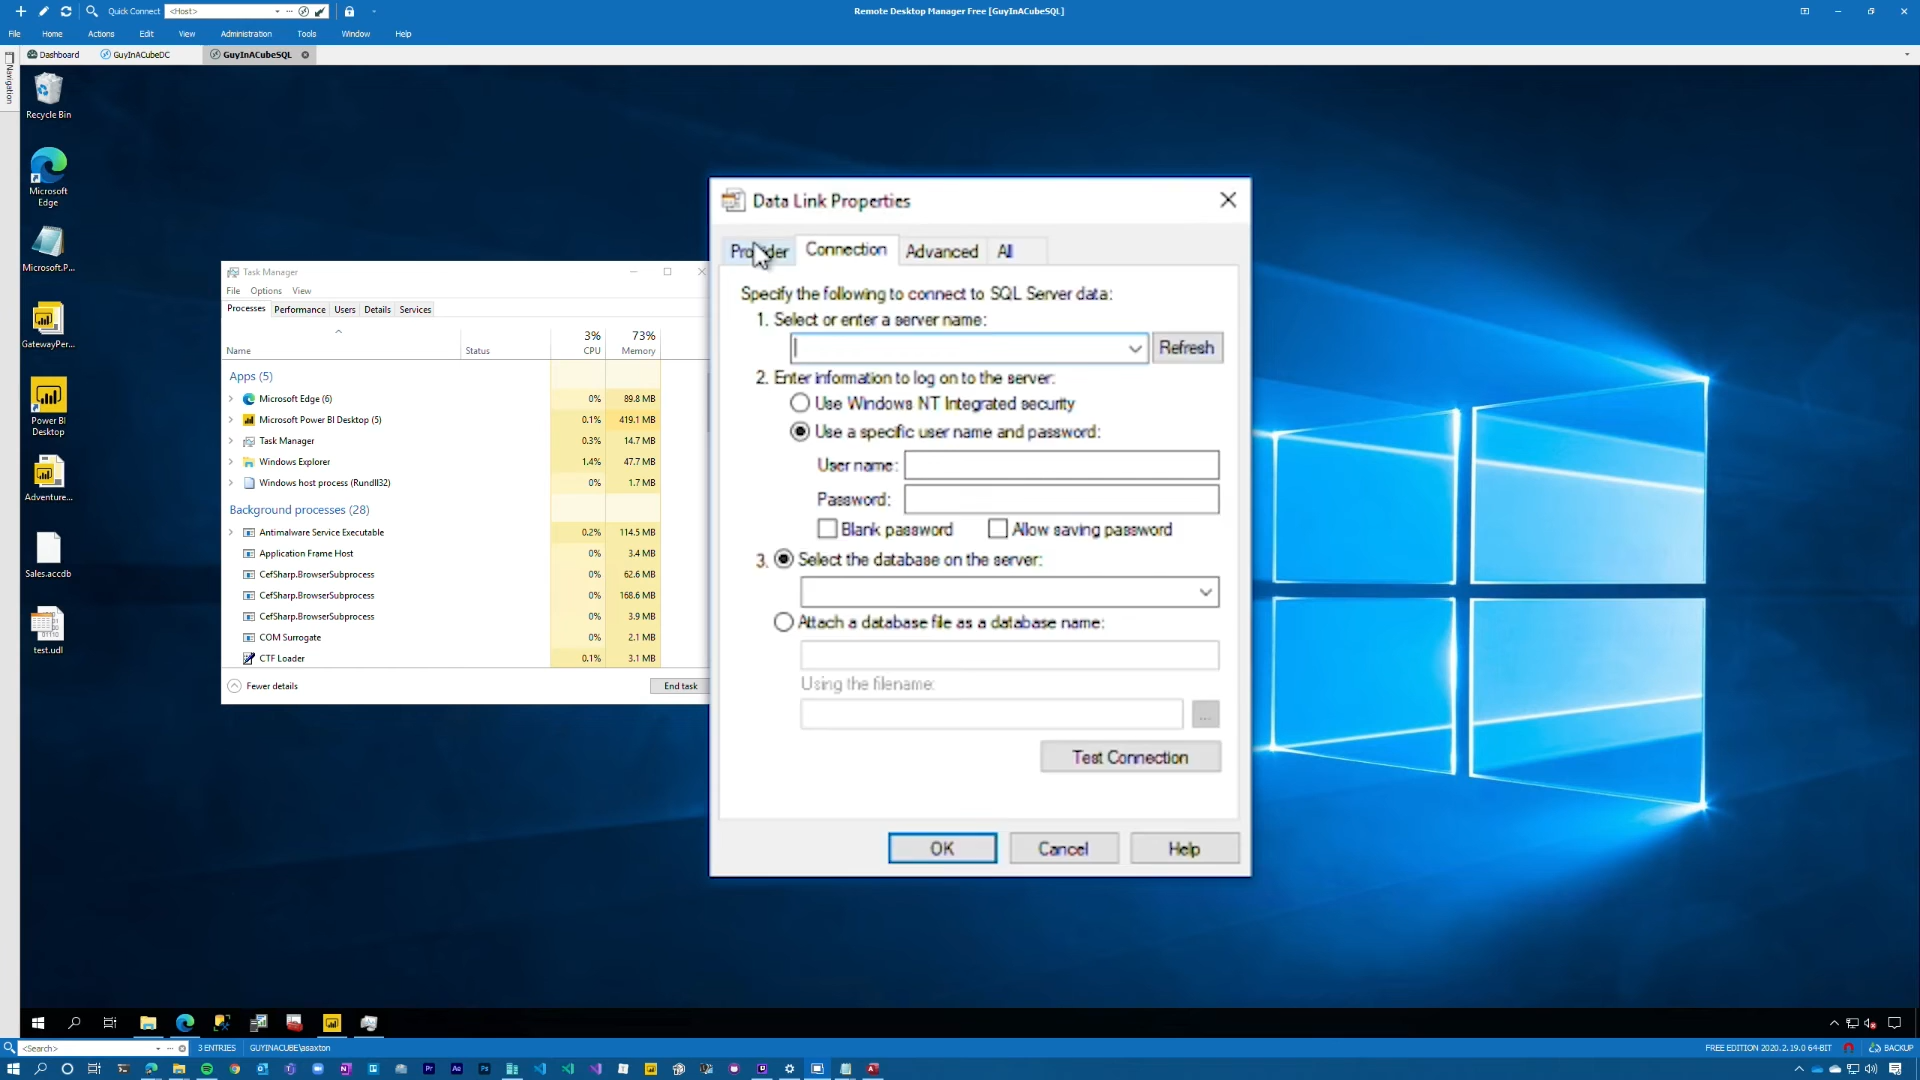 Quick Connect <Host>
Remote Desktop Manager Free [GuyInACubeSQL]
File Home Actions Edit View Administration Tools Window Help
Dashboard GuyInACubeDC GuyInACubeSQL
Navigation
Recycle Bin
Microsoft Edge
Microsoft.P...
GatewayPer...
Power BI Desktop
Adventure...
Sales.accdb
test.udl
Task Manager
File Options View
Processes Performance Users Details Services
3% 73%
Name Status CPU Memory
Apps (5)
Microsoft Edge (6) 0% 89.8 MB
Microsoft Power BI Desktop (5) 0.1% 419.1 MB
Task Manager 0.3% 14.7 MB
Windows Explorer 1.4% 47.7 MB
Windows host process (Rundll32) 0% 1.7 MB
Background processes (28)
Antimalware Service Executable 0.2% 114.5 MB
Application Frame Host 0% 3.4 MB
CefSharp.BrowserSubprocess 0% 62.6 MB
CefSharp.BrowserSubprocess 0% 168.6 MB
CefSharp.BrowserSubprocess 0% 3.9 MB
COM Surrogate 0% 2.1 MB
CTF Loader 0.1% 3.1 MB
Fewer details End task
Data Link Properties
Provider Connection Advanced All
Specify the following to connect to SQL Server data:
1. Select or enter a server name:
Refresh
2. Enter information to log on to the server:
Use Windows NT Integrated security
Use a specific user name and password:
User name:
Password:
Blank password Allow saving password
3. Select the database on the server:
Attach a database file as a database name:
Using the filename:
...
Test Connection
OK Cancel Help
<Search> 3 ENTRIES GUYINACUBE\asaxton
FREE EDITION 2020.2.19.0 64-BIT BACKUP